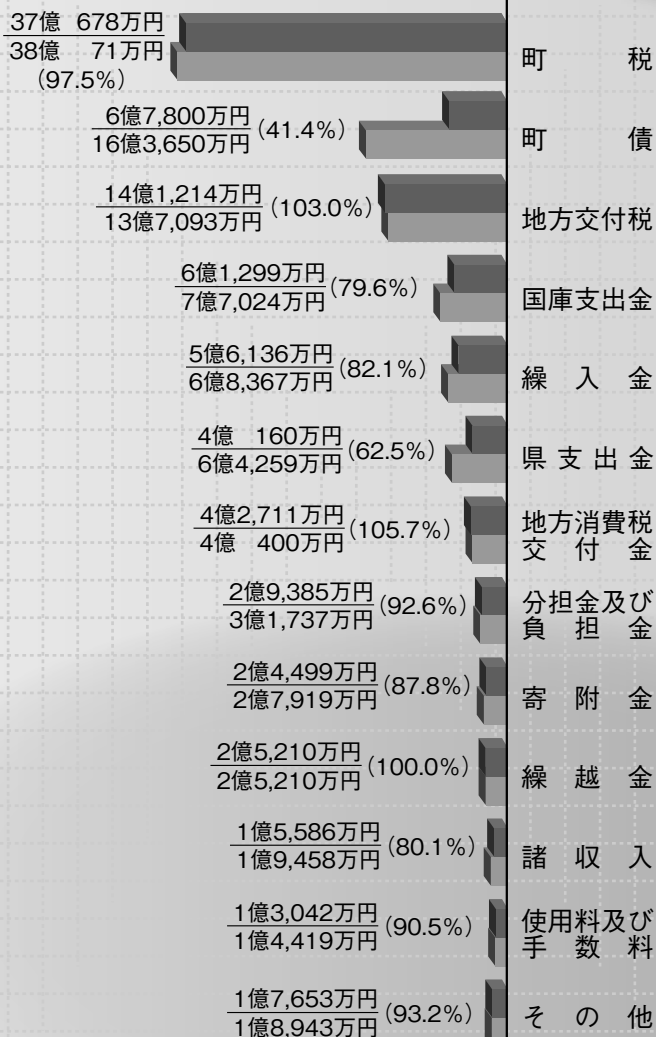 37億 678万円
38億 71万円
(97.5%)
町税
6億7,800万円
16億3,650万円
(41.4%)
町債
14億1,214万円
13億7,093万円
(103.0%)
地方交付税
6億1,299万円
7億7,024万円
(79.6%)
国庫支出金
5億6,136万円
6億8,367万円
(82.1%)
繰入金
4億 160万円
6億4,259万円
(62.5%)
県支出金
4億2,711万円
4億 400万円
(105.7%)
地方消費税
交付金
2億9,385万円
3億1,737万円
(92.6%)
分担金及び
負担金
2億4,499万円
2億7,919万円
(87.8%)
寄附金
2億5,210万円
2億5,210万円
(100.0%)
繰越金
1億5,586万円
1億9,458万円
(80.1%)
諸収入
1億3,042万円
1億4,419万円
(90.5%)
使用料及び
手数料
1億7,653万円
1億8,943万円
(93.2%)
その他